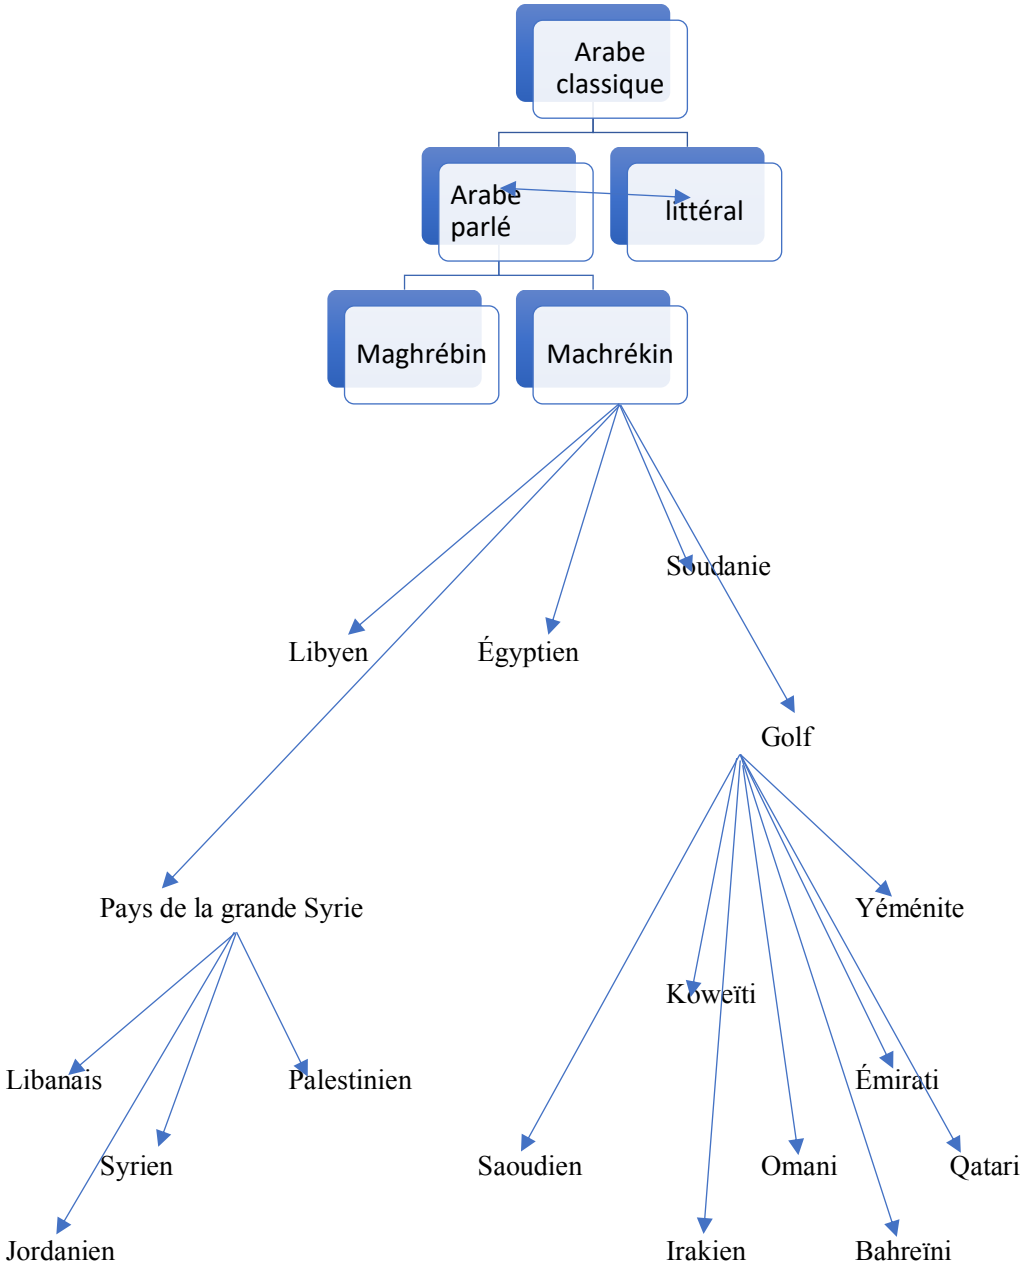 Arabe
classique
Arabe
parlé
littéral
Maghrébin
Machrékin
Soudanie
Libyen
Égyptien
Golf
Pays de la grande Syrie
Yéménite
Koweïti
Libanais
Palestinien
Émirati
Syrien
Saoudien
Omani
Qatari
Jordanien
Irakien
Bahreïni